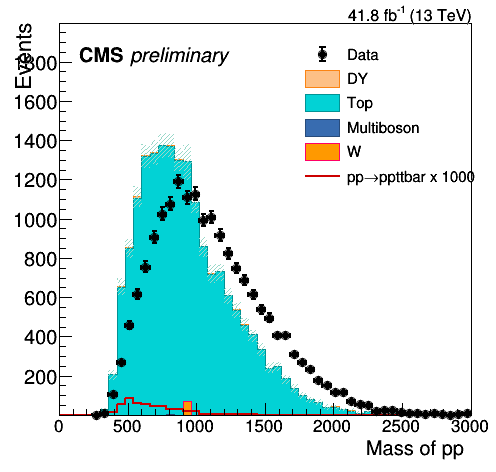 41.8 fb-1 (13 TeV)
Events
CMS preliminary
Data
DY
Top
Multiboson
W
pp→ppttbar x 1000
1800
1600
1400
1200
1000
800
600
400
200
0 500 1000 1500 2000 2500 3000
Mass of pp